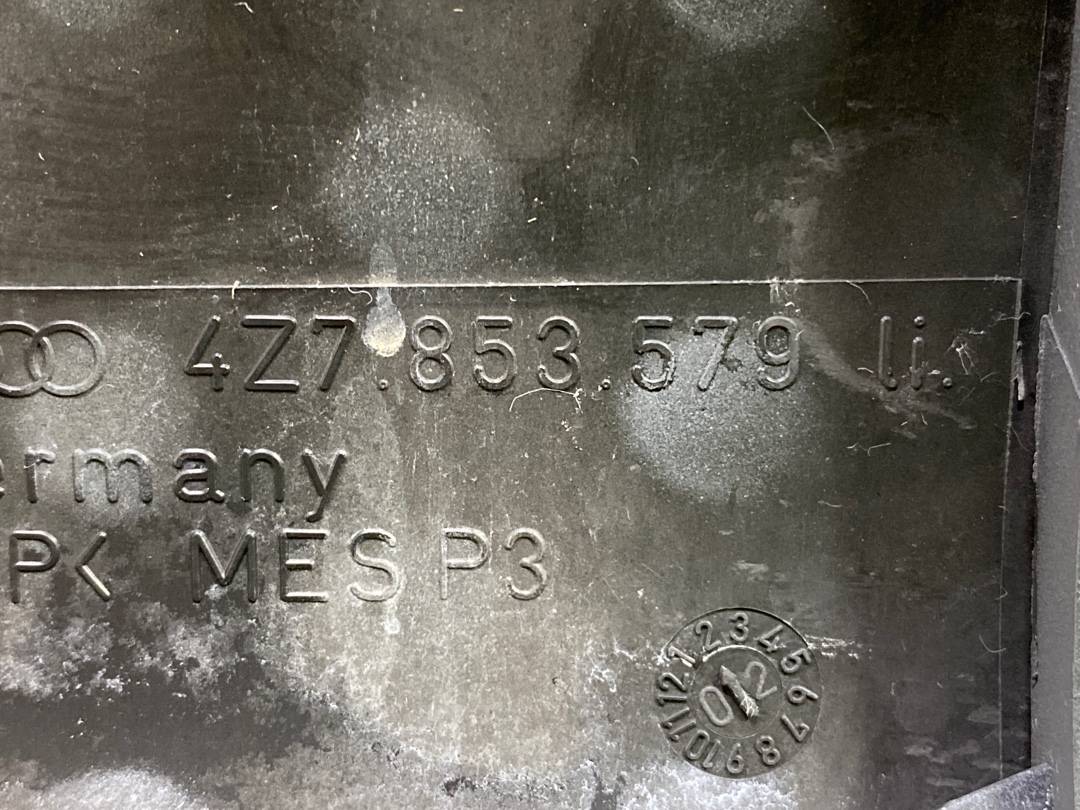 4Z7.853.579 li.
ermany
P< MES P3
1 2 3 4 5 6 7 8 9 10 11 12
02